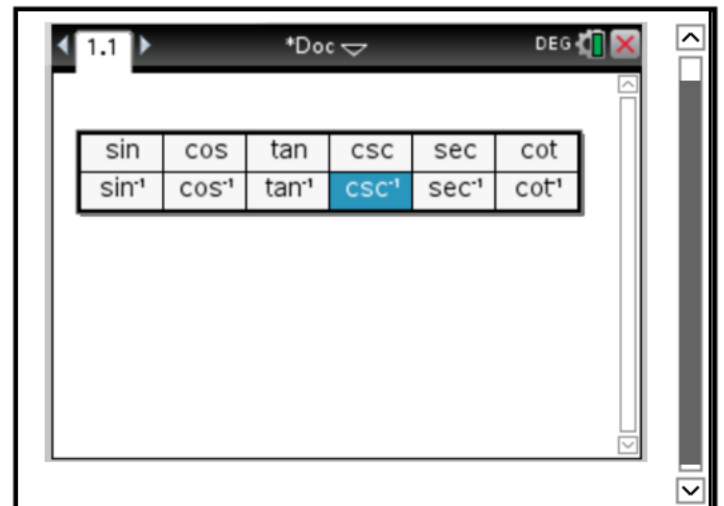 1.1 *Doc DEG
sin cos tan csc sec cot
sin⁻¹ cos⁻¹ tan⁻¹ csc⁻¹ sec⁻¹ cot⁻¹